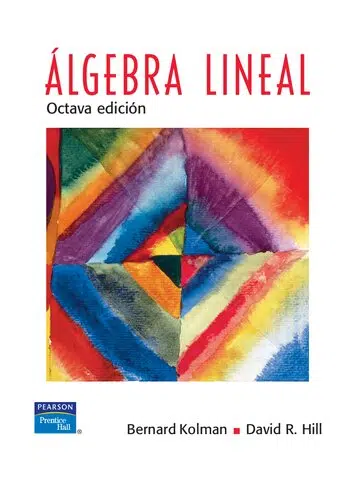 ÁLGEBRA LINEAL
Octava edición
PEARSON
Prentice
Hall ®
Bernard Kolman ■ David R. Hill